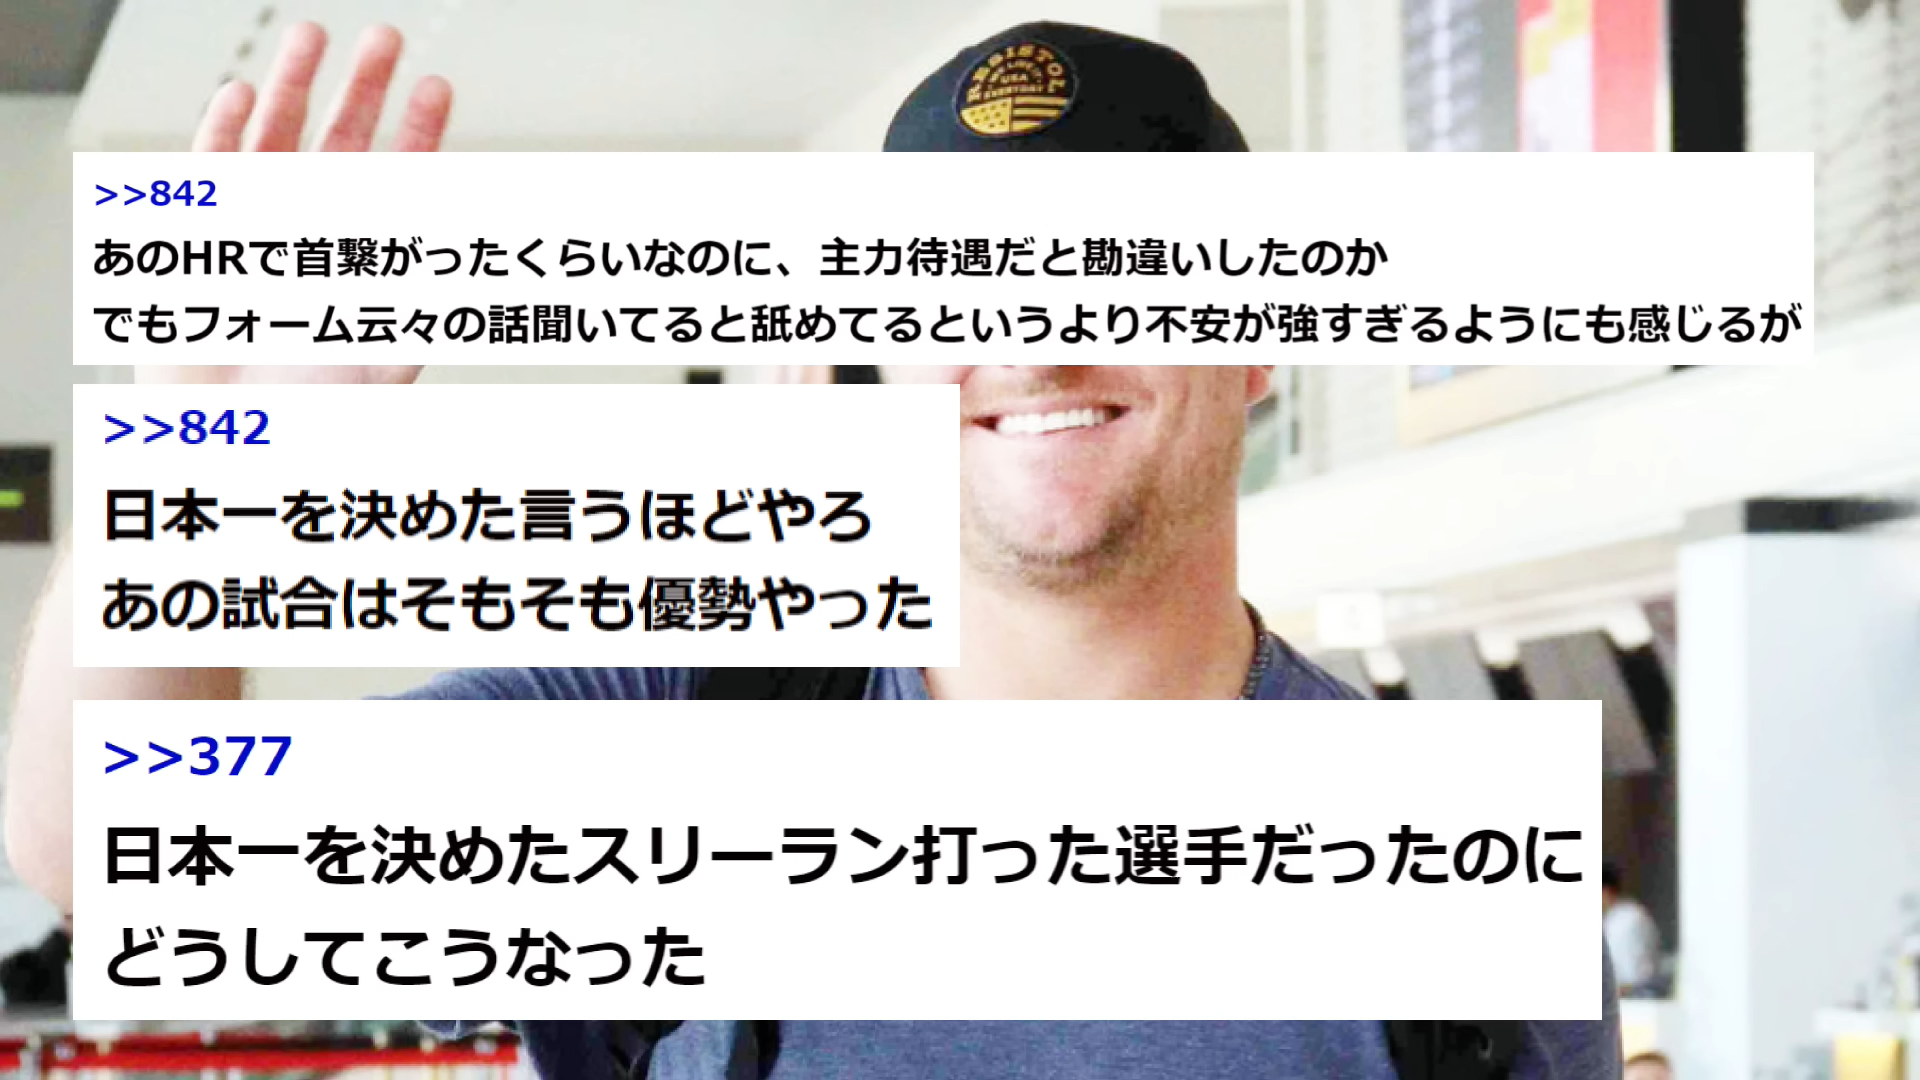 REGISTOL
WE LOVE IT
USA
EVERYDAY
>>842
あのHRで首繋がったくらいなのに、主力待遇だと勘違いしたのか
でもフォーム云々の話聞いてると舐めてるというより不安が強すぎるようにも感じるが
>>842
日本一を決めた言うほどやろ
あの試合はそもそも優勢やった
>>377
日本一を決めたスリーラン打った選手だったのに
どうしてこうなった